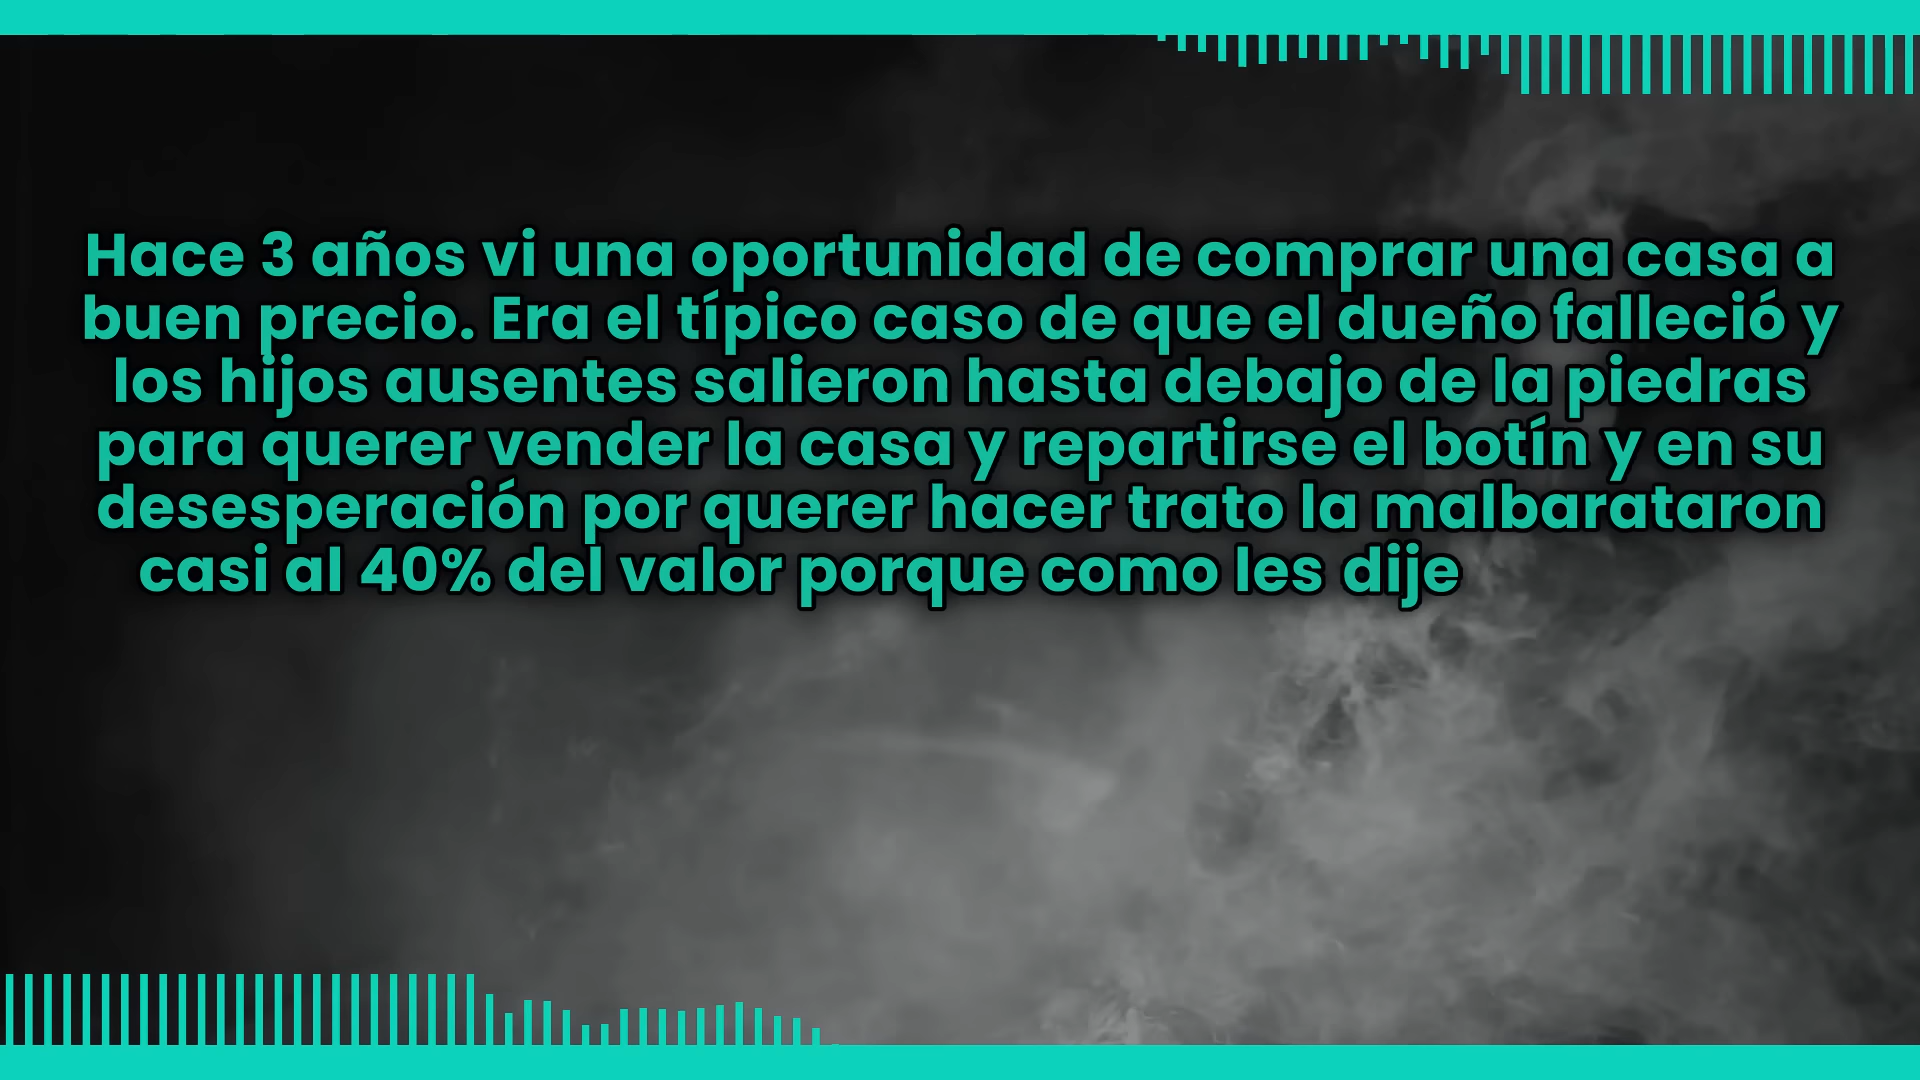 Hace 3 años vi una oportunidad de comprar una casa a
buen precio. Era el típico caso de que el dueño falleció y
los hijos ausentes salieron hasta debajo de la piedras
para querer vender la casa y repartirse el botín y en su
desesperación por querer hacer trato la malbarataron
casi al 40% del valor porque como les dije